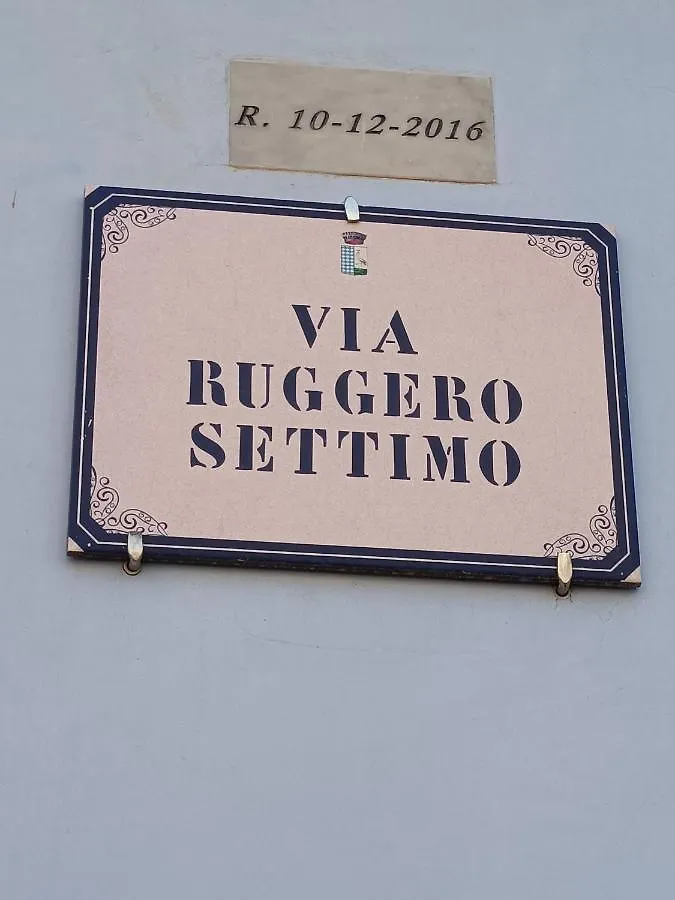 R. 10-12-2016
VIA
RUGGERO
SETTIMO